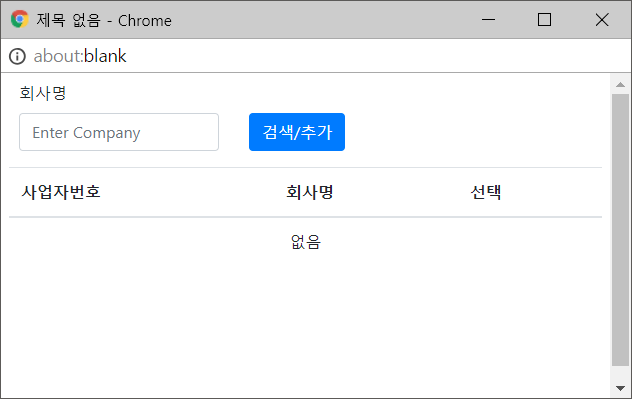 제목 없음 - Chrome
about:blank
회사명
Enter Company
검색/추가
사업자번호 회사명 선택
없음